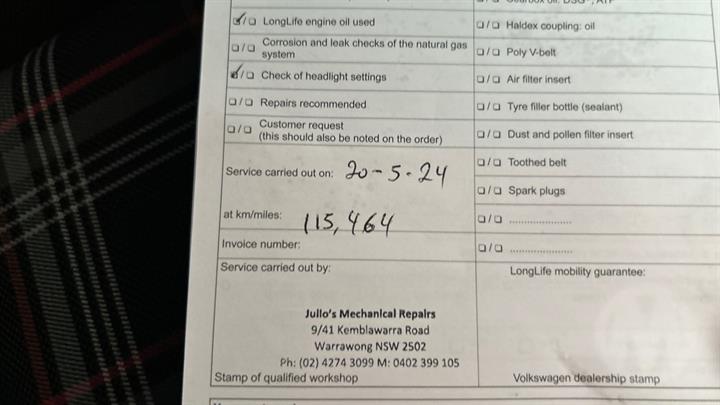 ☑/☐ LongLife engine oil used
☐/☐ Corrosion and leak checks of the natural gas
system
☑/☐ Check of headlight settings
☐/☐ Repairs recommended
☐/☐ Customer request
(this should also be noted on the order)
Service carried out on: 20-5-24
at km/miles: 115,464
Invoice number:
Service carried out by:
Julio's Mechanical Repairs
9/41 Kemblawarra Road
Warrawong NSW 2502
Ph: (02) 4274 3099 M: 0402 399 105
Stamp of qualified workshop
☐/☐ Haldex coupling: oil
☐/☐ Poly V-belt
☐/☐ Air filter insert
☐/☐ Tyre filler bottle (sealant)
☐/☐ Dust and pollen filter insert
☐/☐ Toothed belt
☐/☐ Spark plugs
☐/☐ .....................
☐/☐ .....................
LongLife mobility guarantee:
Volkswagen dealership stamp